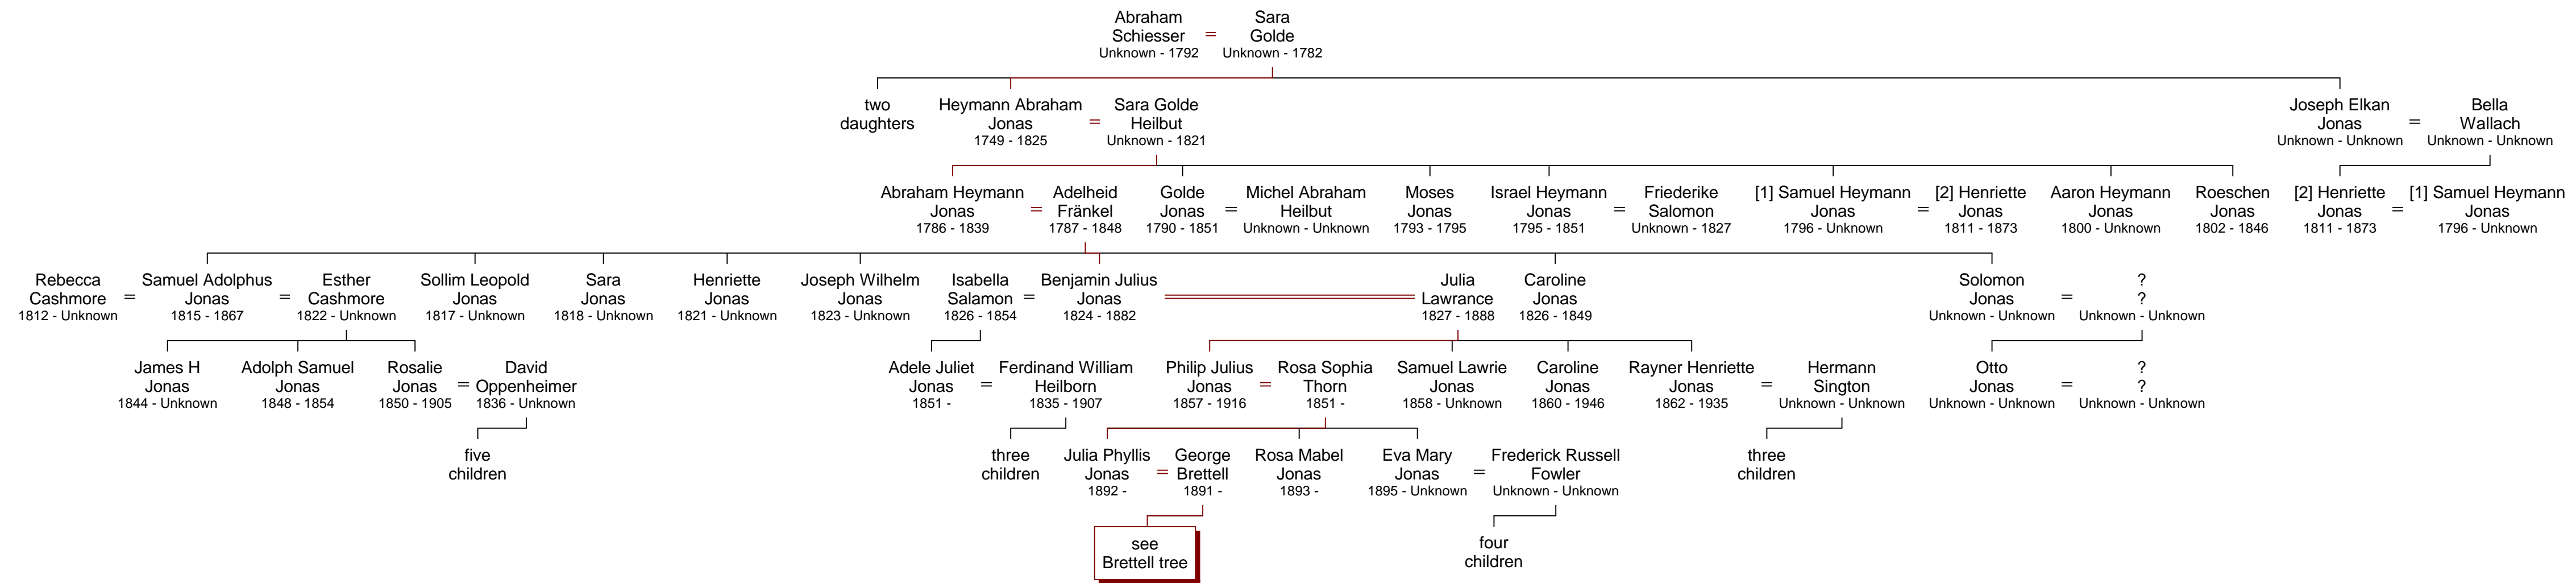 Abraham Sara
Schiesser = Golde
Unknown - 1792 Unknown - 1782
two Heymann Abraham Sara Golde Joseph Elkan Bella
daughters Jonas = Heilbut Jonas = Wallach
1749 - 1825 Unknown - 1821 Unknown - Unknown Unknown - Unknown
Abraham Heymann Adelheid Golde Michel Abraham Moses Israel Heymann Friederike [1] Samuel Heymann [2] Henriette Aaron Heymann Roeschen [2] Henriette [1] Samuel Heymann
Jonas = Fränkel Jonas = Heilbut Jonas Jonas = Salomon Jonas = Jonas Jonas Jonas Jonas = Jonas
1786 - 1839 1787 - 1848 1790 - 1851 Unknown - Unknown 1793 - 1795 1795 - 1851 Unknown - 1827 1796 - Unknown 1811 - 1873 1800 - Unknown 1802 - 1846 1811 - 1873 1796 - Unknown
Rebecca Samuel Adolphus Esther Sollim Leopold Sara Henriette Joseph Wilhelm Isabella Benjamin Julius Julia Caroline Solomon ?
Cashmore = Jonas = Cashmore Jonas Jonas Jonas Jonas Salamon = Jonas = Lawrance Jonas Jonas = ?
1812 - Unknown 1815 - 1867 1822 - Unknown 1817 - Unknown 1818 - Unknown 1821 - Unknown 1823 - Unknown 1826 - 1854 1824 - 1882 1827 - 1888 1826 - 1849 Unknown - Unknown Unknown - Unknown
James H Adolph Samuel Rosalie David Adele Juliet Ferdinand William Philip Julius Rosa Sophia Samuel Lawrie Caroline Rayner Henriette Hermann Otto ?
Jonas Jonas Jonas = Oppenheimer Jonas = Heilborn Jonas = Thorn Jonas Jonas Jonas = Sington Jonas = ?
1844 - Unknown 1848 - 1854 1850 - 1905 1836 - Unknown 1851 - 1835 - 1907 1857 - 1916 1851 - 1858 - Unknown 1860 - 1946 1862 - 1935 Unknown - Unknown Unknown - Unknown Unknown - Unknown
five three Julia Phyllis George Rosa Mabel Eva Mary Frederick Russell three
children children Jonas = Brettell Jonas Jonas = Fowler children
1892 - 1891 - 1893 - 1895 - Unknown Unknown - Unknown
see four
Brettell tree children